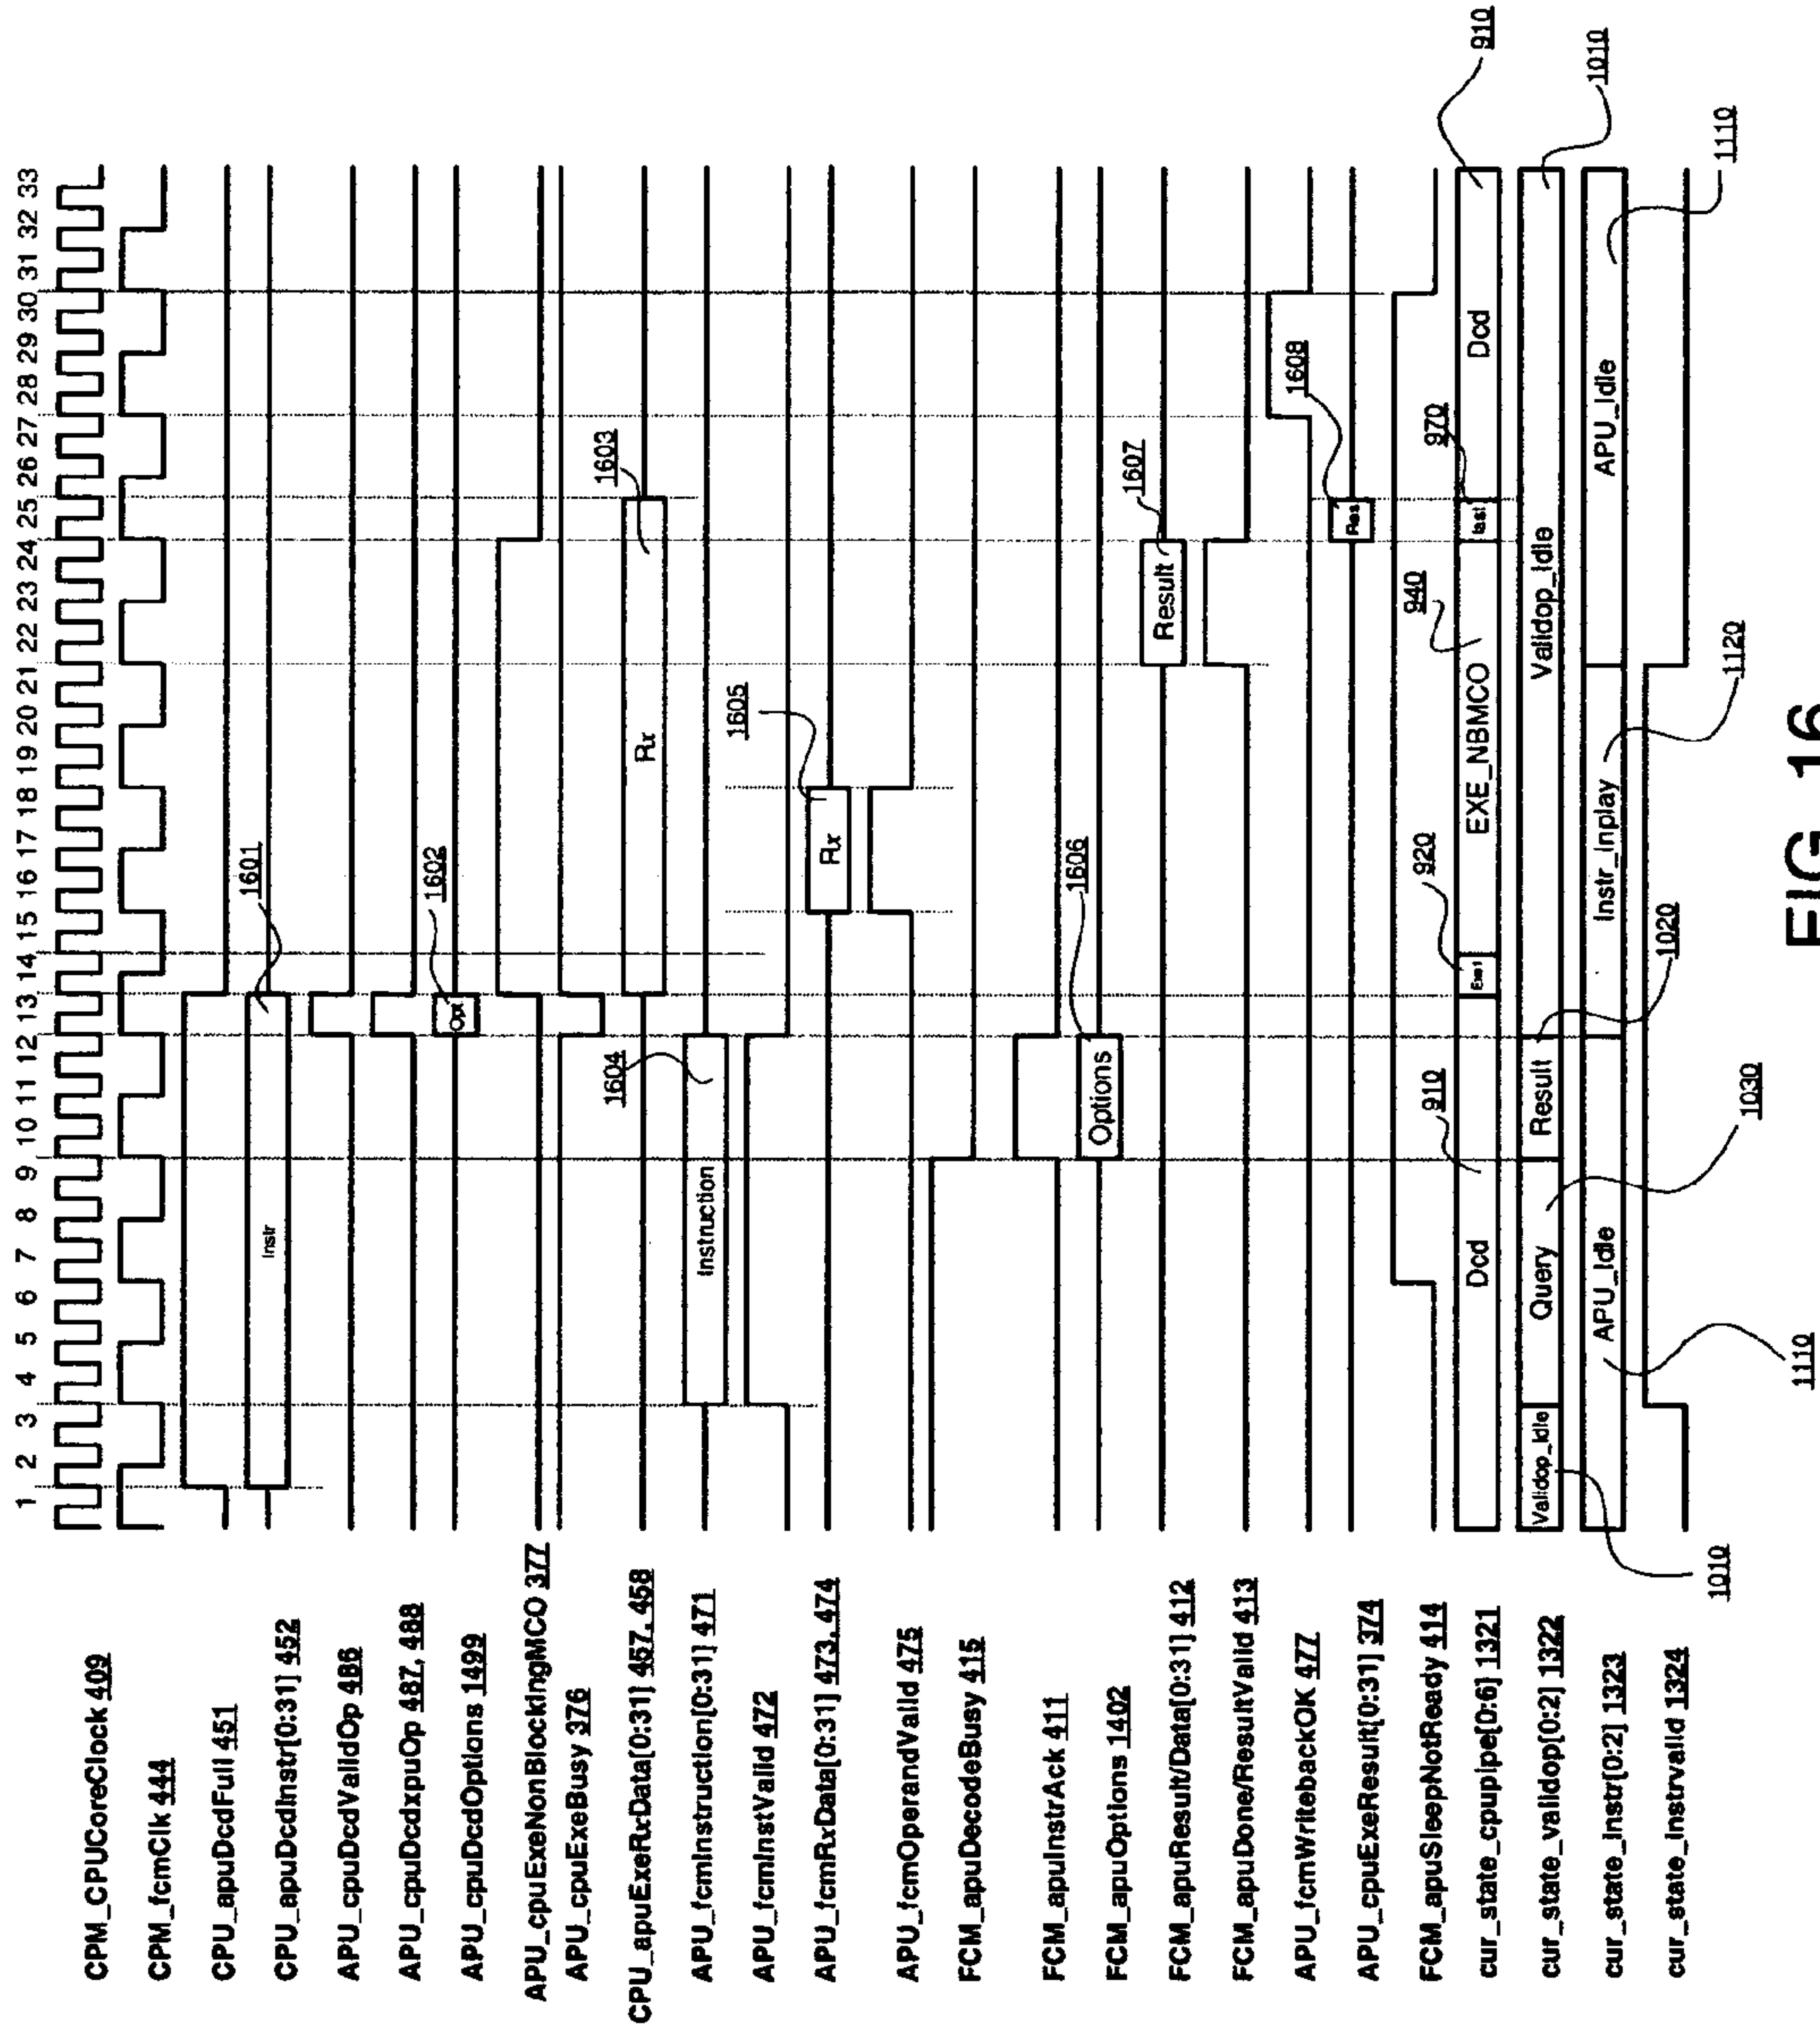 1 2 3 4 5 6 7 8 9 10 11 12 13 14 15 16 17 18 19 20 21 22 23 24 25 26 27 28 29 30 31 32 33
CPM_CPUCoreClock 409
CPM_fcmClk 444
CPU_apuDcdFull 451
CPU_apuDcdInstr[0:31] 452
Instr
1601
APU_cpuDcdValidOp 486
APU_cpuDcdxpuOp 487, 488
APU_cpuDcdOptions 1499
Opt
1602
APU_cpuExeNonBlockingMCO 377
APU_cpuExeBusy 376
CPU_apuExeRxData[0:31] 457, 458
Rx
1603
APU_fcmInstruction[0:31] 471
Instruction
1604
APU_fcmInstValid 472
APU_fcmRxData[0:31] 473, 474
Rx
1605
APU_fcmOperandValid 475
FCM_apuDecodeBusy 415
FCM_apuInstrAck 411
FCM_apuOptions 1402
Options
1606
FCM_apuResult/Data[0:31] 412
Result
1607
FCM_apuDone/ResultValid 413
APU_fcmWritebackOK 477
APU_cpuExeResult[0:31] 374
Res
1608
FCM_apuSleepNotReady 414
cur_state_cpupipe[0:6] 1321
Dcd
910
Exe1
920
EXE_NBMCO
940
last
970
Dcd
910
cur_state_validop[0:2] 1322
Validop_Idle
1010
Query
1030
Result
1020
Validop_Idle
1010
cur_state_instr[0:2] 1323
APU_Idle
1110
Instr_Inplay
1120
APU_Idle
1110
cur_state_instrvalid 1324
FIG. 16